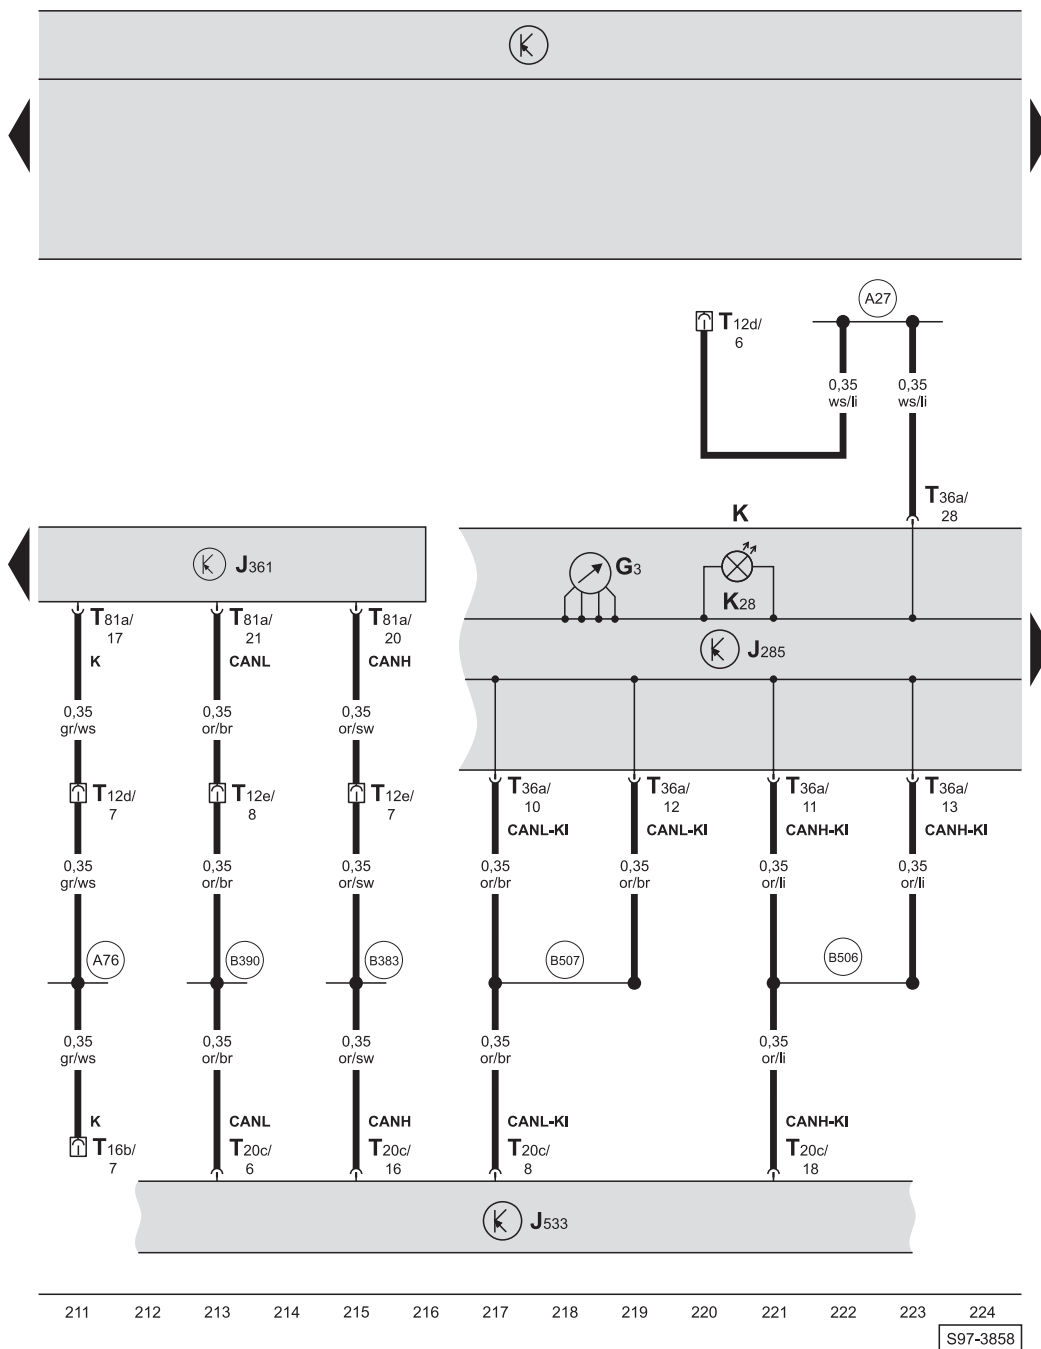 A27
T12d/
6
0,35
ws/li
0,35
ws/li
T36a/
28
K
J361
G3
K28
J285
T81a/
17
K
T81a/
21
CANL
T81a/
20
CANH
0,35
gr/ws
0,35
or/br
0,35
or/sw
T12d/
7
T12e/
8
T12e/
7
T36a/
10
CANL-KI
T36a/
12
CANL-KI
T36a/
11
CANH-KI
T36a/
13
CANH-KI
0,35
gr/ws
0,35
or/br
0,35
or/sw
0,35
or/br
0,35
or/br
0,35
or/li
0,35
or/li
A76
B390
B383
B507
B506
0,35
gr/ws
0,35
or/br
0,35
or/sw
0,35
or/br
0,35
or/li
K
T16b/
7
CANL
T20c/
6
CANH
T20c/
16
CANL-KI
T20c/
8
CANH-KI
T20c/
18
J533
211 212 213 214 215 216 217 218 219 220 221 222 223 224
S97-3858